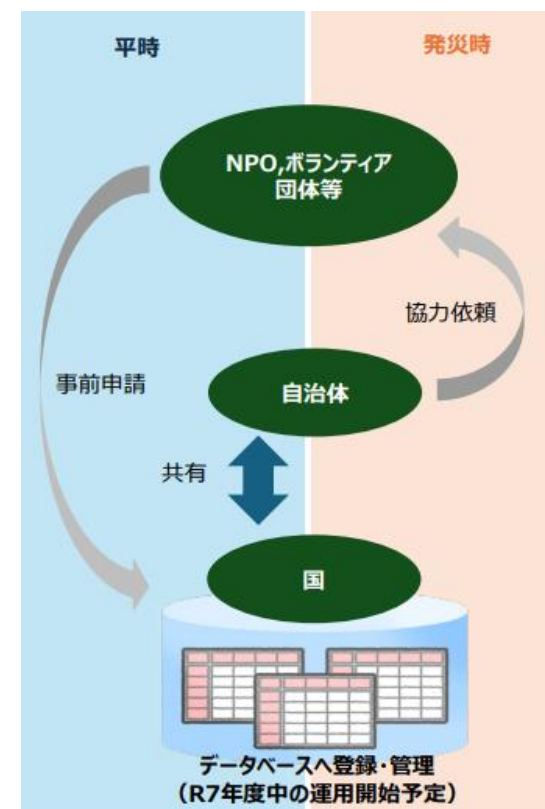 平時
発災時
NPO,ボランティア
団体等
協力依頼
事前申請
自治体
共有
国
データベースへ登録・管理
（R7年度中の運用開始予定）